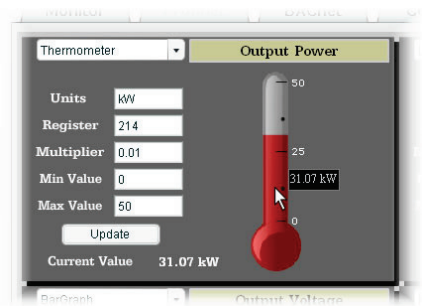 Monitor
BACnet
Thermometer
Output Power
Units
kW
Register
214
Multiplier
0.01
Min Value
0
Max Value
50
Update
Current Value
31.07 kW
50
25
31.07 kW
0
BarGraph
Output Voltage